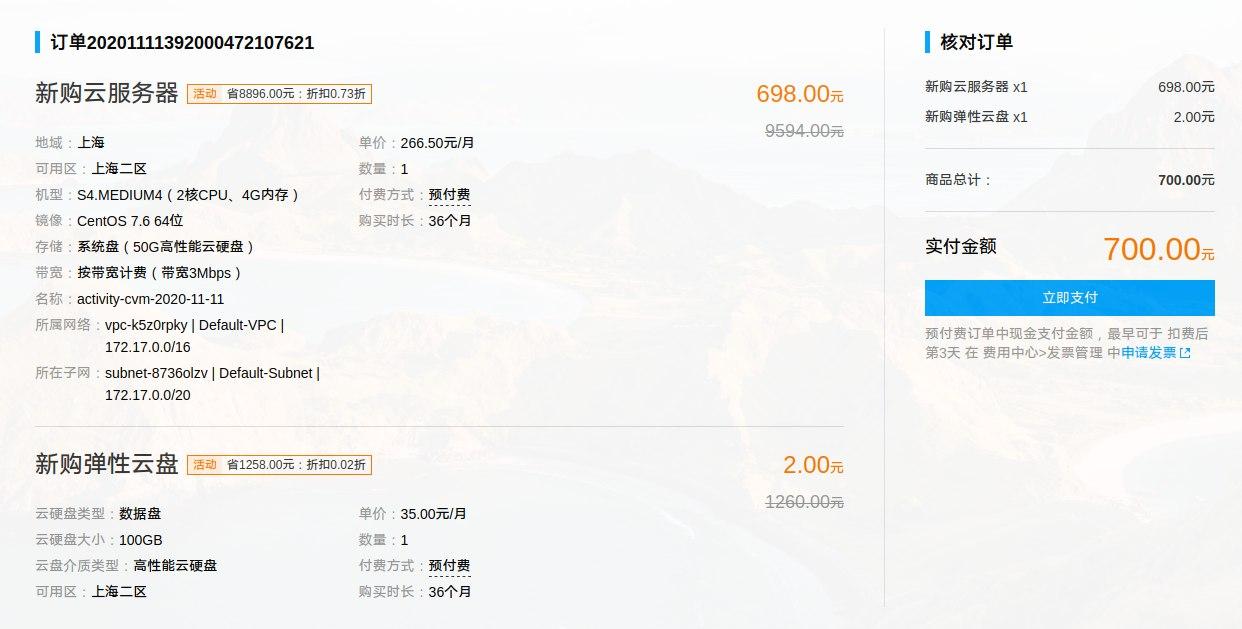 订单20201111392000472107621
新购云服务器 活动 省8896.00元：折扣0.73折
698.00元
9594.00元
地域：上海
单价：266.50元/月
可用区：上海二区
数量：1
机型：S4.MEDIUM4（2核CPU、4G内存）
付费方式：预付费
镜像：CentOS 7.6 64位
购买时长：36个月
存储：系统盘（50G高性能云硬盘）
带宽：按带宽计费（带宽3Mbps）
名称：activity-cvm-2020-11-11
所属网络：vpc-k5z0rpky | Default-VPC |
172.17.0.0/16
所在子网：subnet-8736olzv | Default-Subnet |
172.17.0.0/20
新购弹性云盘 活动 省1258.00元：折扣0.02折
2.00元
1260.00元
云硬盘类型：数据盘
单价：35.00元/月
云硬盘大小：100GB
数量：1
云盘介质类型：高性能云硬盘
付费方式：预付费
可用区：上海二区
购买时长：36个月
核对订单
新购云服务器 x1 698.00元
新购弹性云盘 x1 2.00元
商品总计： 700.00元
实付金额 700.00元
立即支付
预付费订单中现金支付金额，最早可于 扣费后
第3天 在 费用中心>发票管理 中申请发票